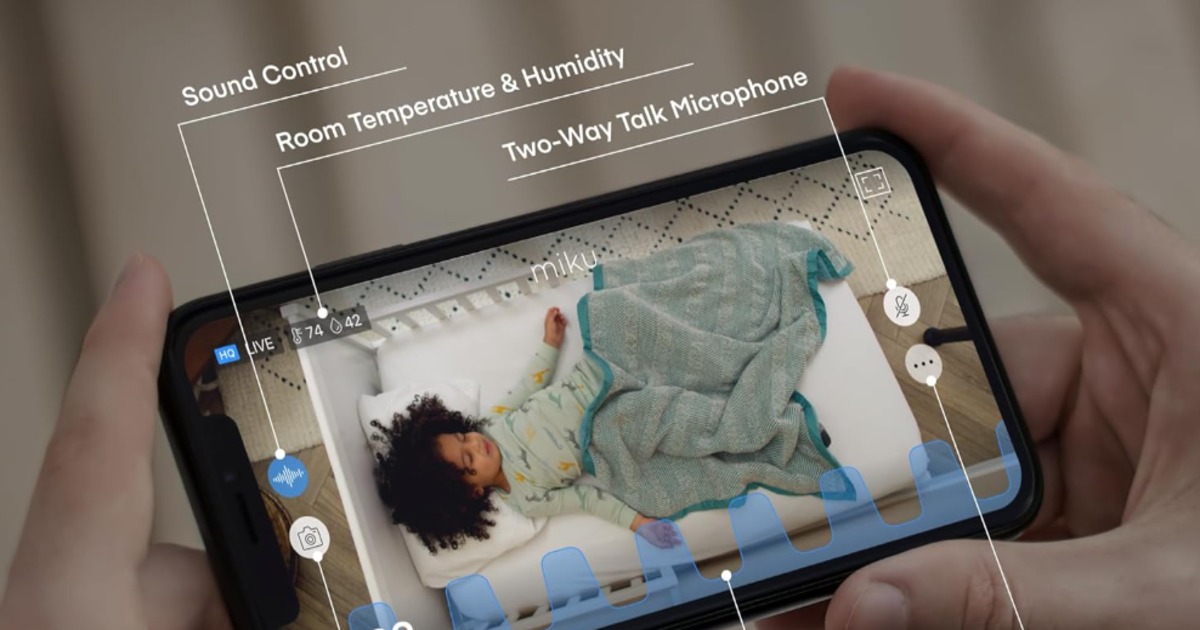 Sound Control
Room Temperature & Humidity
Two-Way Talk Microphone
miku
HQ LIVE 74 42